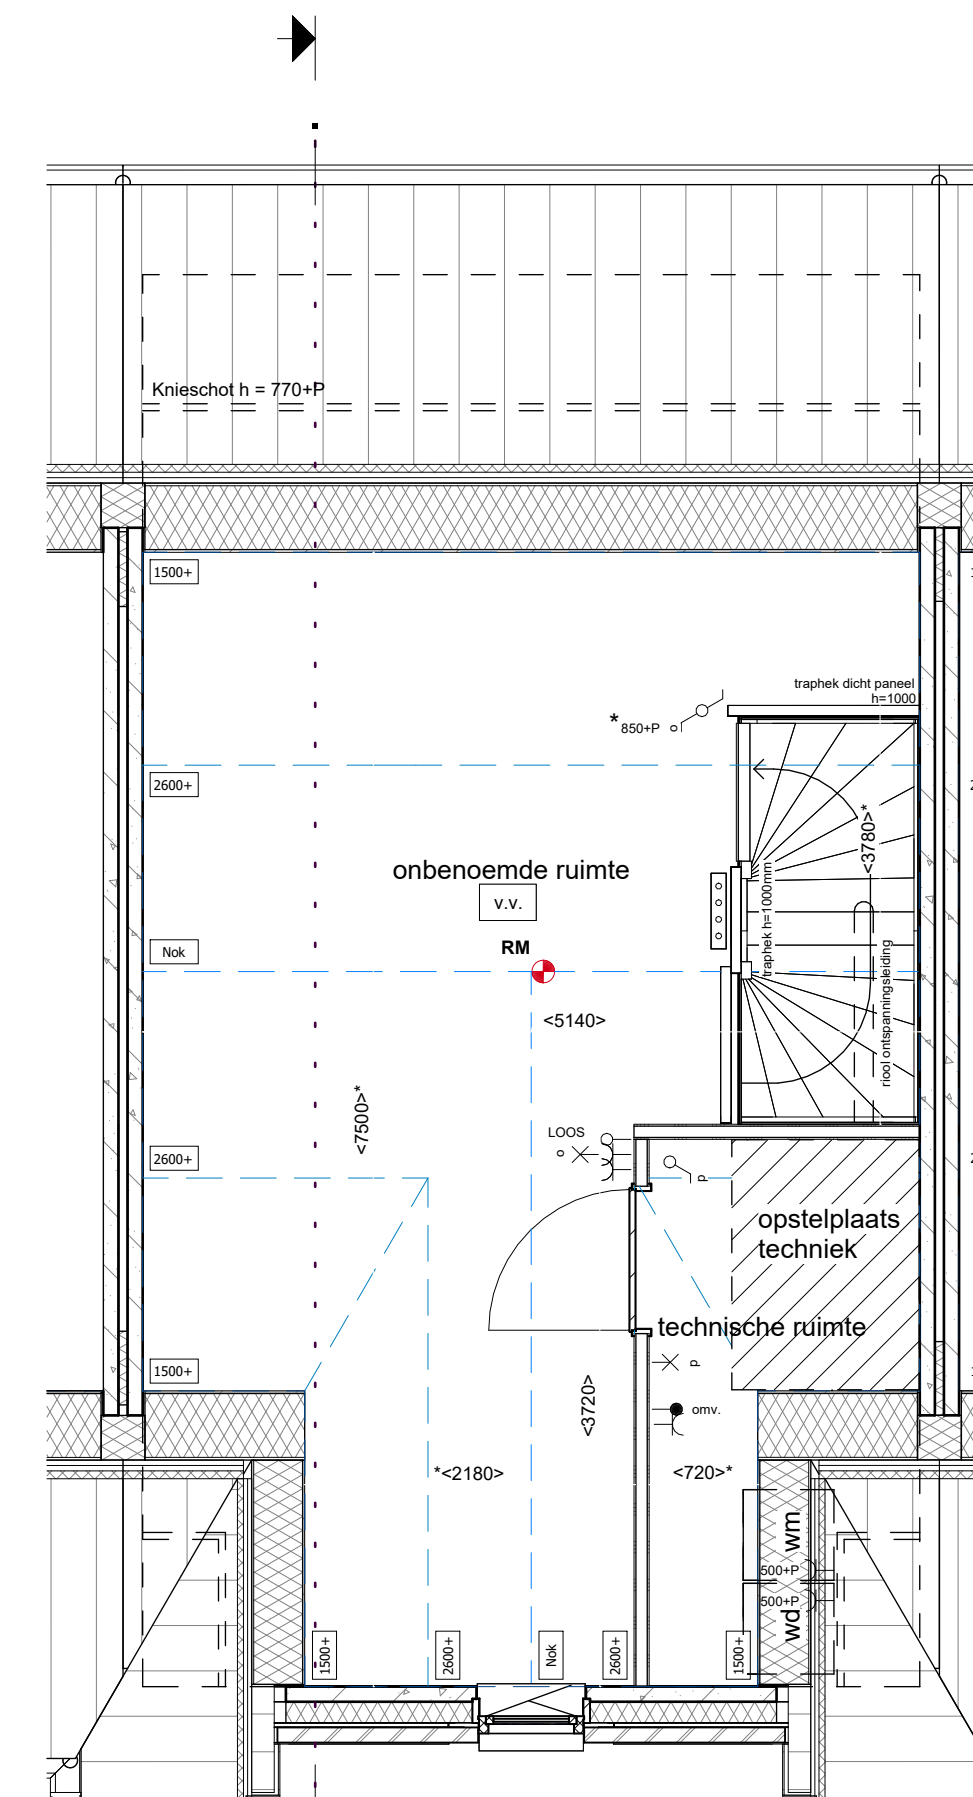 Knieschot h = 770+P
1500+
traphek dicht paneel
h=1000
*850+P
o
2600+
<3780>*
onbenoemde ruimte
v.v.
traphek h=1000mm
Nok
RM
riool ontspanningsleiding
<5140>
<7500>*
LOOS
o
2600+
p
opstelplaats
techniek
technische ruimte
1500+
p
<3720>
omv.
*<2180>
<720>*
wm
500+P
500+P
wd
1500+
2600+
Nok
2600+
1500+